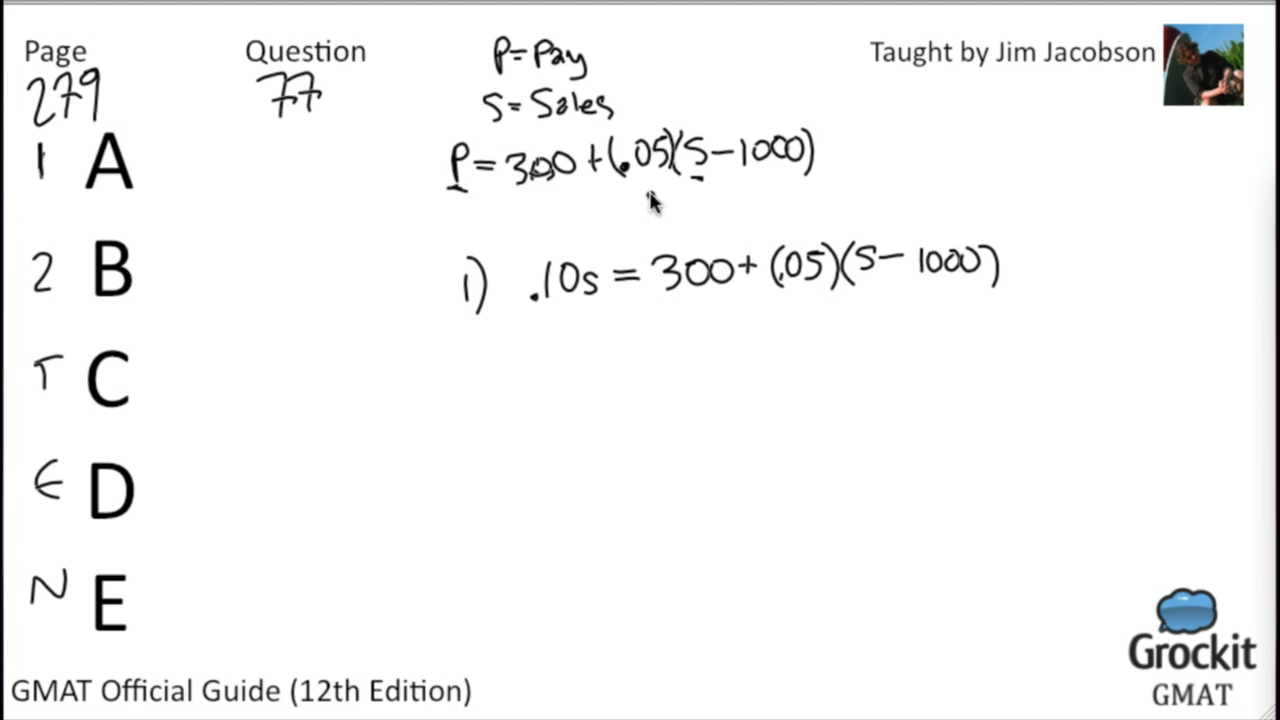 Page Question P=Pay Taught by Jim Jacobson
279 77 S=Sales
1 A P=300+(.05)(S-1000)
2 B 1) .10s = 300+(.05)(S-1000)
T C
E D
N E
Grockit
GMAT Official Guide (12th Edition) GMAT